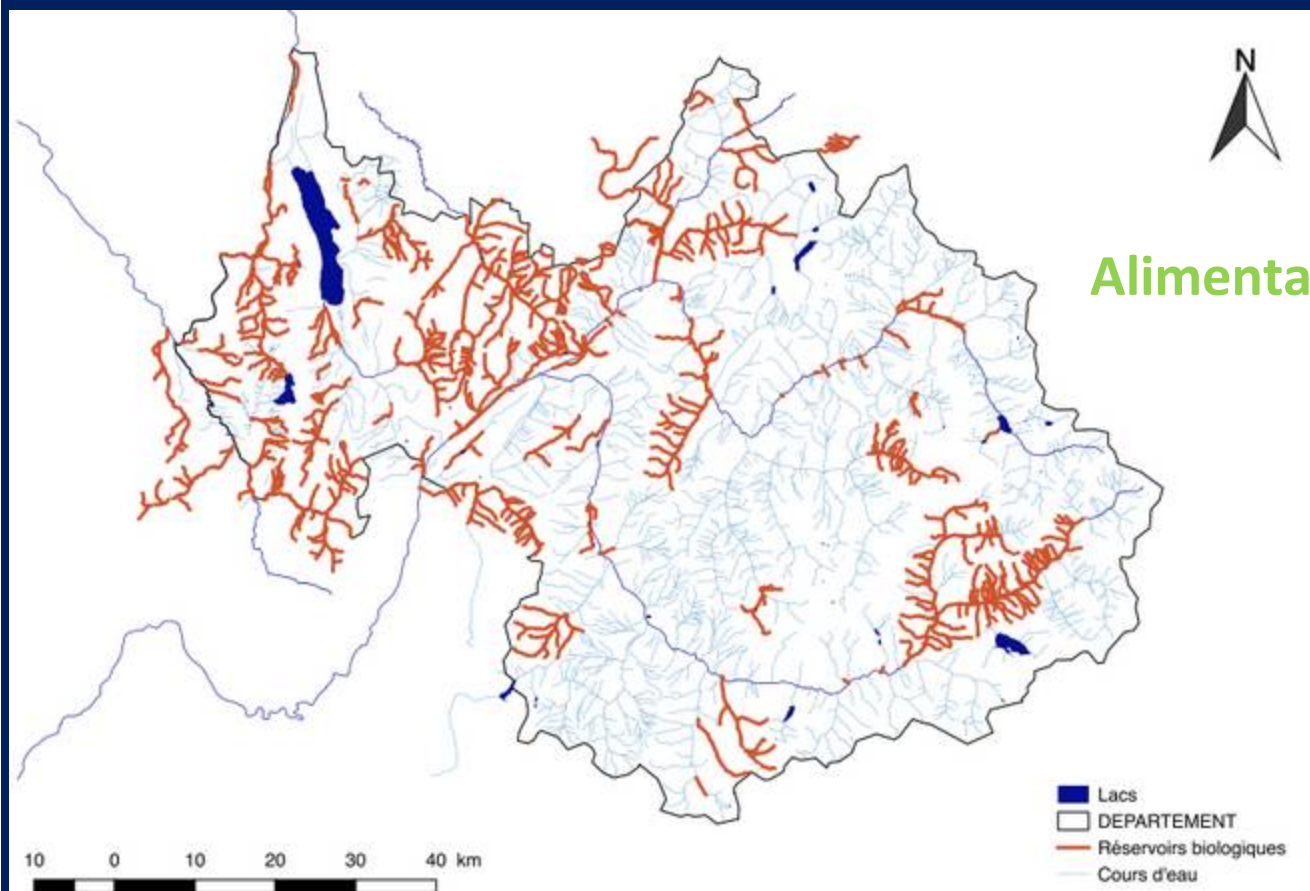 N
Alimenta
Lacs
DEPARTEMENT
Réservoirs biologiques
Cours d'eau
10 0 10 20 30 40 km